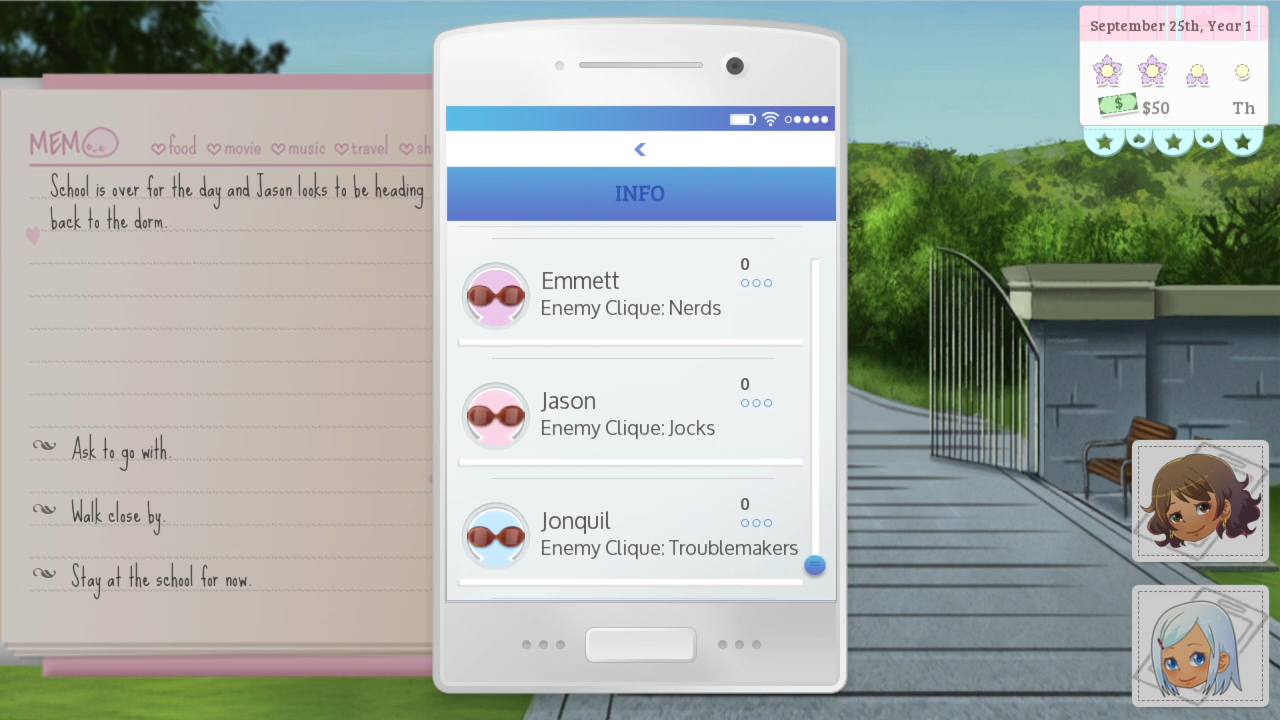 MEMO
food movie music travel sh
School is over for the day and Jason looks to be heading
back to the dorm.
Ask to go with.
Walk close by.
Stay at the school for now.
INFO
Emmett
0
Enemy Clique: Nerds
Jason
0
Enemy Clique: Jocks
Jonquil
0
Enemy Clique: Troublemakers
September 25th, Year 1
$
$50
Th